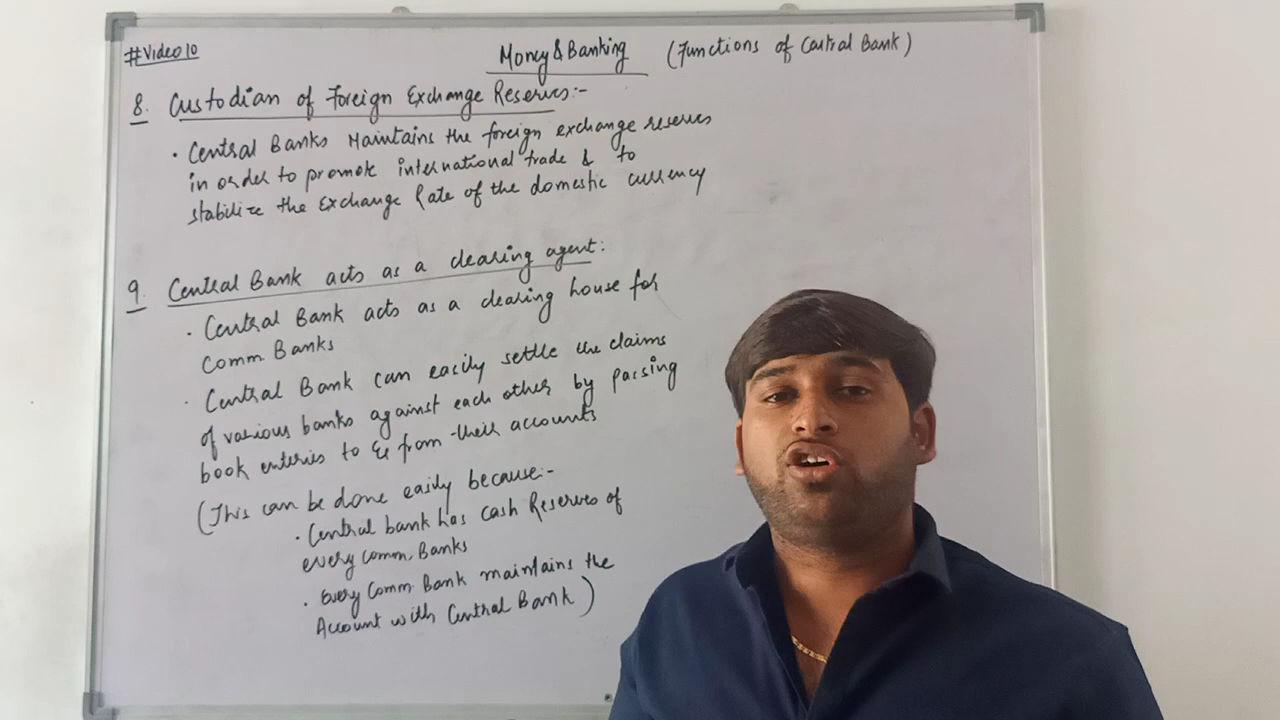 #Video10
Money & Banking (Functions of Central Bank)
8. Custodian of Foreign Exchange Reserves:-
• Central Banks Maintains the foreign exchange reserves
in order to promote international trade & to
stabilize the Exchange Rate of the domestic currency
9. Central Bank acts as a clearing agent:
• Central Bank acts as a clearing house for
Comm Banks
• Central Bank can easily settle the claims
of various banks against each other by passing
book enteries to & from their accounts
(This can be done easily because:-
• Central bank has cash Reserves of
every comm. Banks
• Every Comm. Bank maintains the
Account with Central Bank)